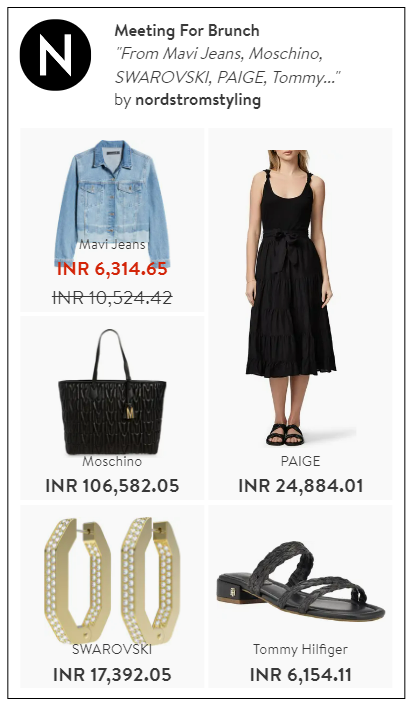 N
Meeting For Brunch
"From Mavi Jeans, Moschino,
SWAROVSKI, PAIGE, Tommy..."
by nordstromstyling
Mavi Jeans
INR 6,314.65
INR 10,524.42
M
Moschino
INR 106,582.05
PAIGE
INR 24,884.01
SWAROVSKI
INR 17,392.05
Tommy Hilfiger
INR 6,154.11